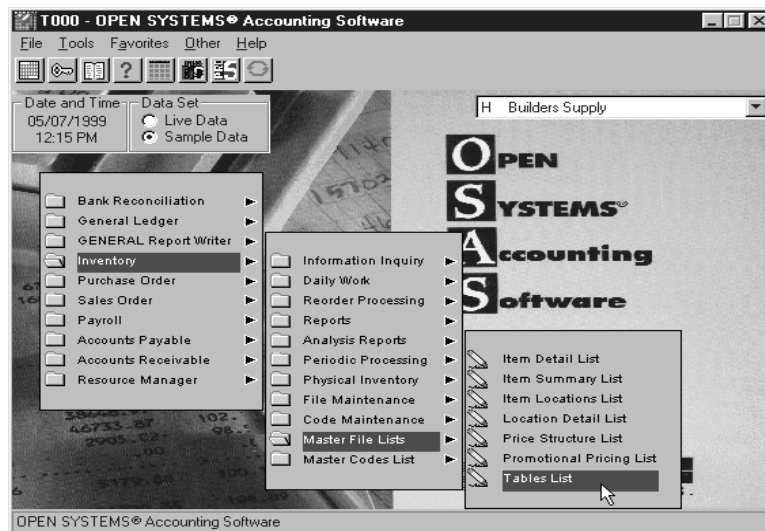 T000 - OPEN SYSTEMS® Accounting Software
File Tools Favorites Other Help
Date and Time
05/07/1999
12:15 PM
Data Set
Live Data
Sample Data
H Builders Supply
OPEN
SYSTEMS®
Accounting
Software
Bank Reconciliation
General Ledger
GENERAL Report Writer
Inventory
Purchase Order
Sales Order
Payroll
Accounts Payable
Accounts Receivable
Resource Manager
Information Inquiry
Daily Work
Reorder Processing
Reports
Analysis Reports
Periodic Processing
Physical Inventory
File Maintenance
Code Maintenance
Master File Lists
Master Codes List
Item Detail List
Item Summary List
Item Locations List
Location Detail List
Price Structure List
Promotional Pricing List
Tables List
OPEN SYSTEMS® Accounting Software